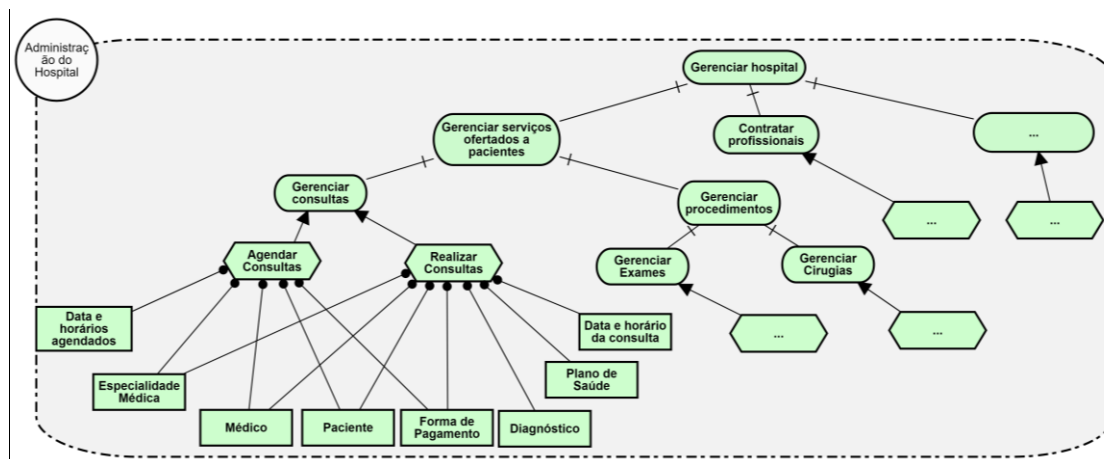 Administraç
ão do
Hospital
Gerenciar hospital
Gerenciar serviços
ofertados a
pacientes
Contratar
profissionais
...
Gerenciar
consultas
Gerenciar
procedimentos
...
...
Agendar
Consultas
Realizar
Consultas
Gerenciar
Exames
Gerenciar
Cirugias
Data e
horários
agendados
Data e horário
da consulta
...
...
Especialidade
Médica
Plano de
Saúde
Médico
Paciente
Forma de
Pagamento
Diagnóstico